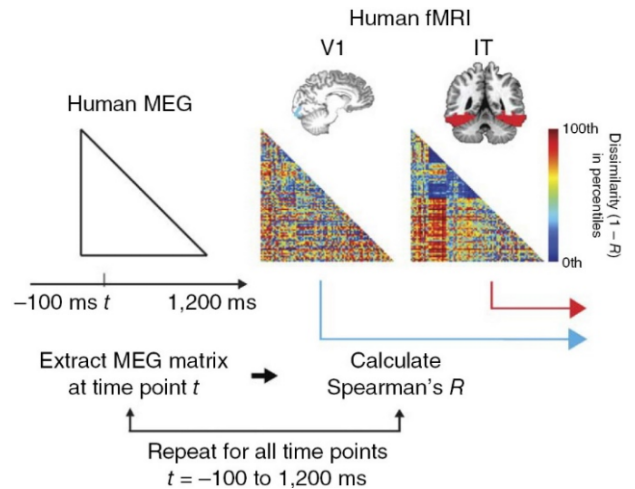 Human fMRI
V1
IT
Human MEG
100th
0th
Dissimilarity (1 – R)
in percentiles
–100 ms t
1,200 ms
Extract MEG matrix
at time point t
Calculate
Spearman's R
Repeat for all time points
t = –100 to 1,200 ms